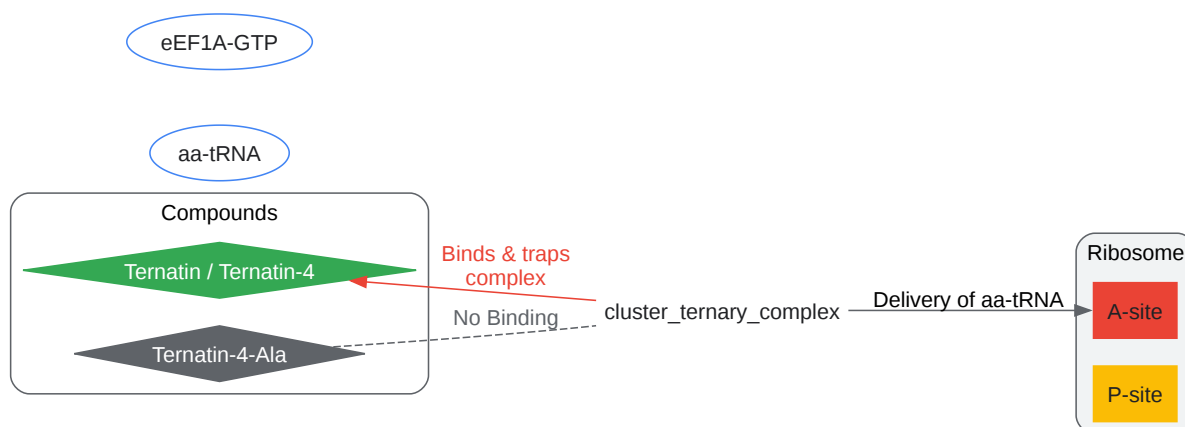 eEF1A-GTP
aa-tRNA
Compounds
Ternatin / Ternatin-4
Ternatin-4-Ala
Binds & traps
complex
No Binding
cluster_ternary_complex
Delivery of aa-tRNA
Ribosome
A-site
P-site